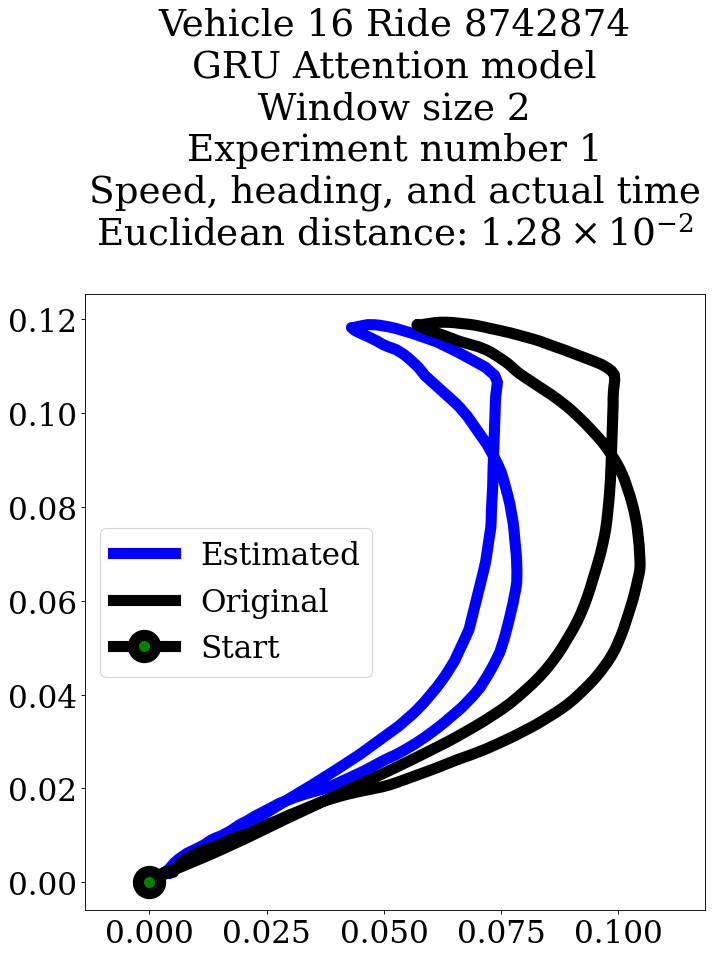 Vehicle 16 Ride 8742874
GRU Attention model
Window size 2
Experiment number 1
Speed, heading, and actual time
Euclidean distance: 1.28 × 10⁻²
0.12
0.10
0.08
0.06
0.04
0.02
0.00
Estimated
Original
Start
0.000 0.025 0.050 0.075 0.100